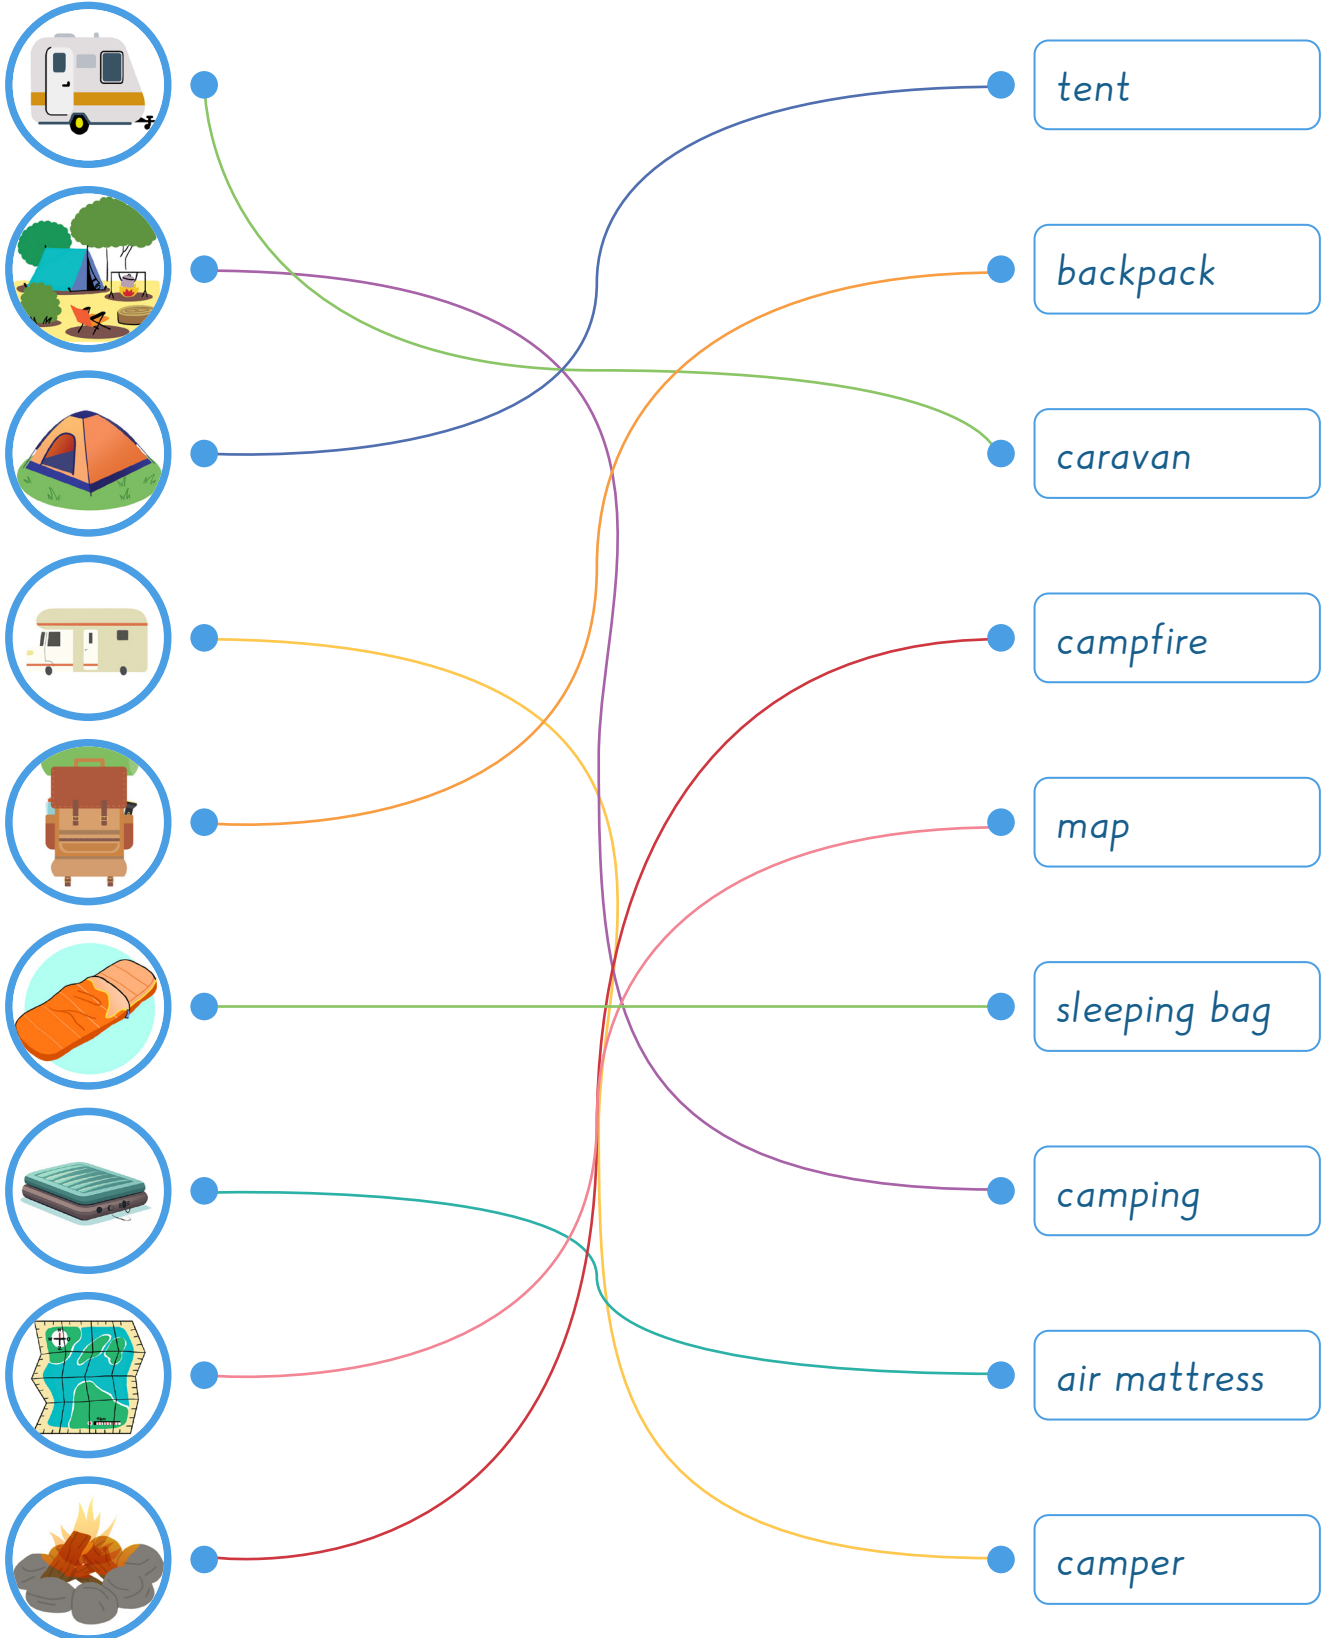 tent
backpack
caravan
campfire
map
sleeping bag
camping
air mattress
camper